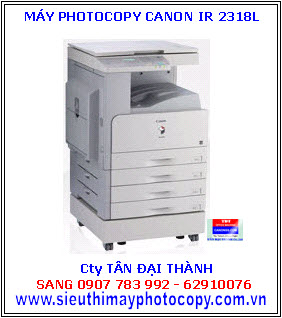 MÁY PHOTOCOPY CANON IR 2318L
Cty TÂN ĐẠI THÀNH
SANG 0907 783 992 - 62910076
www.sieuthimayphotocopy.com.vn